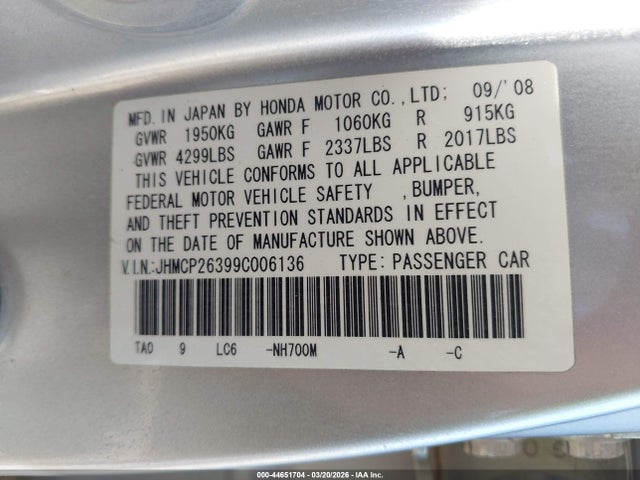 MFD. IN JAPAN BY HONDA MOTOR CO.,LTD; 09/'08
GVWR 1950KG GAWR F 1060KG R 915KG
GVWR 4299LBS GAWR F 2337LBS R 2017LBS
THIS VEHICLE CONFORMS TO ALL APPLICABLE
FEDERAL MOTOR VEHICLE SAFETY ,BUMPER,
AND THEFT PREVENTION STANDARDS IN EFFECT
ON THE DATE OF MANUFACTURE SHOWN ABOVE.
V.I.N.:JHMCP26399C006136 TYPE: PASSENGER CAR
TA0 9 LC6 -NH700M -A -C
000-44651704 | 03/20/2026 | IAA Inc.